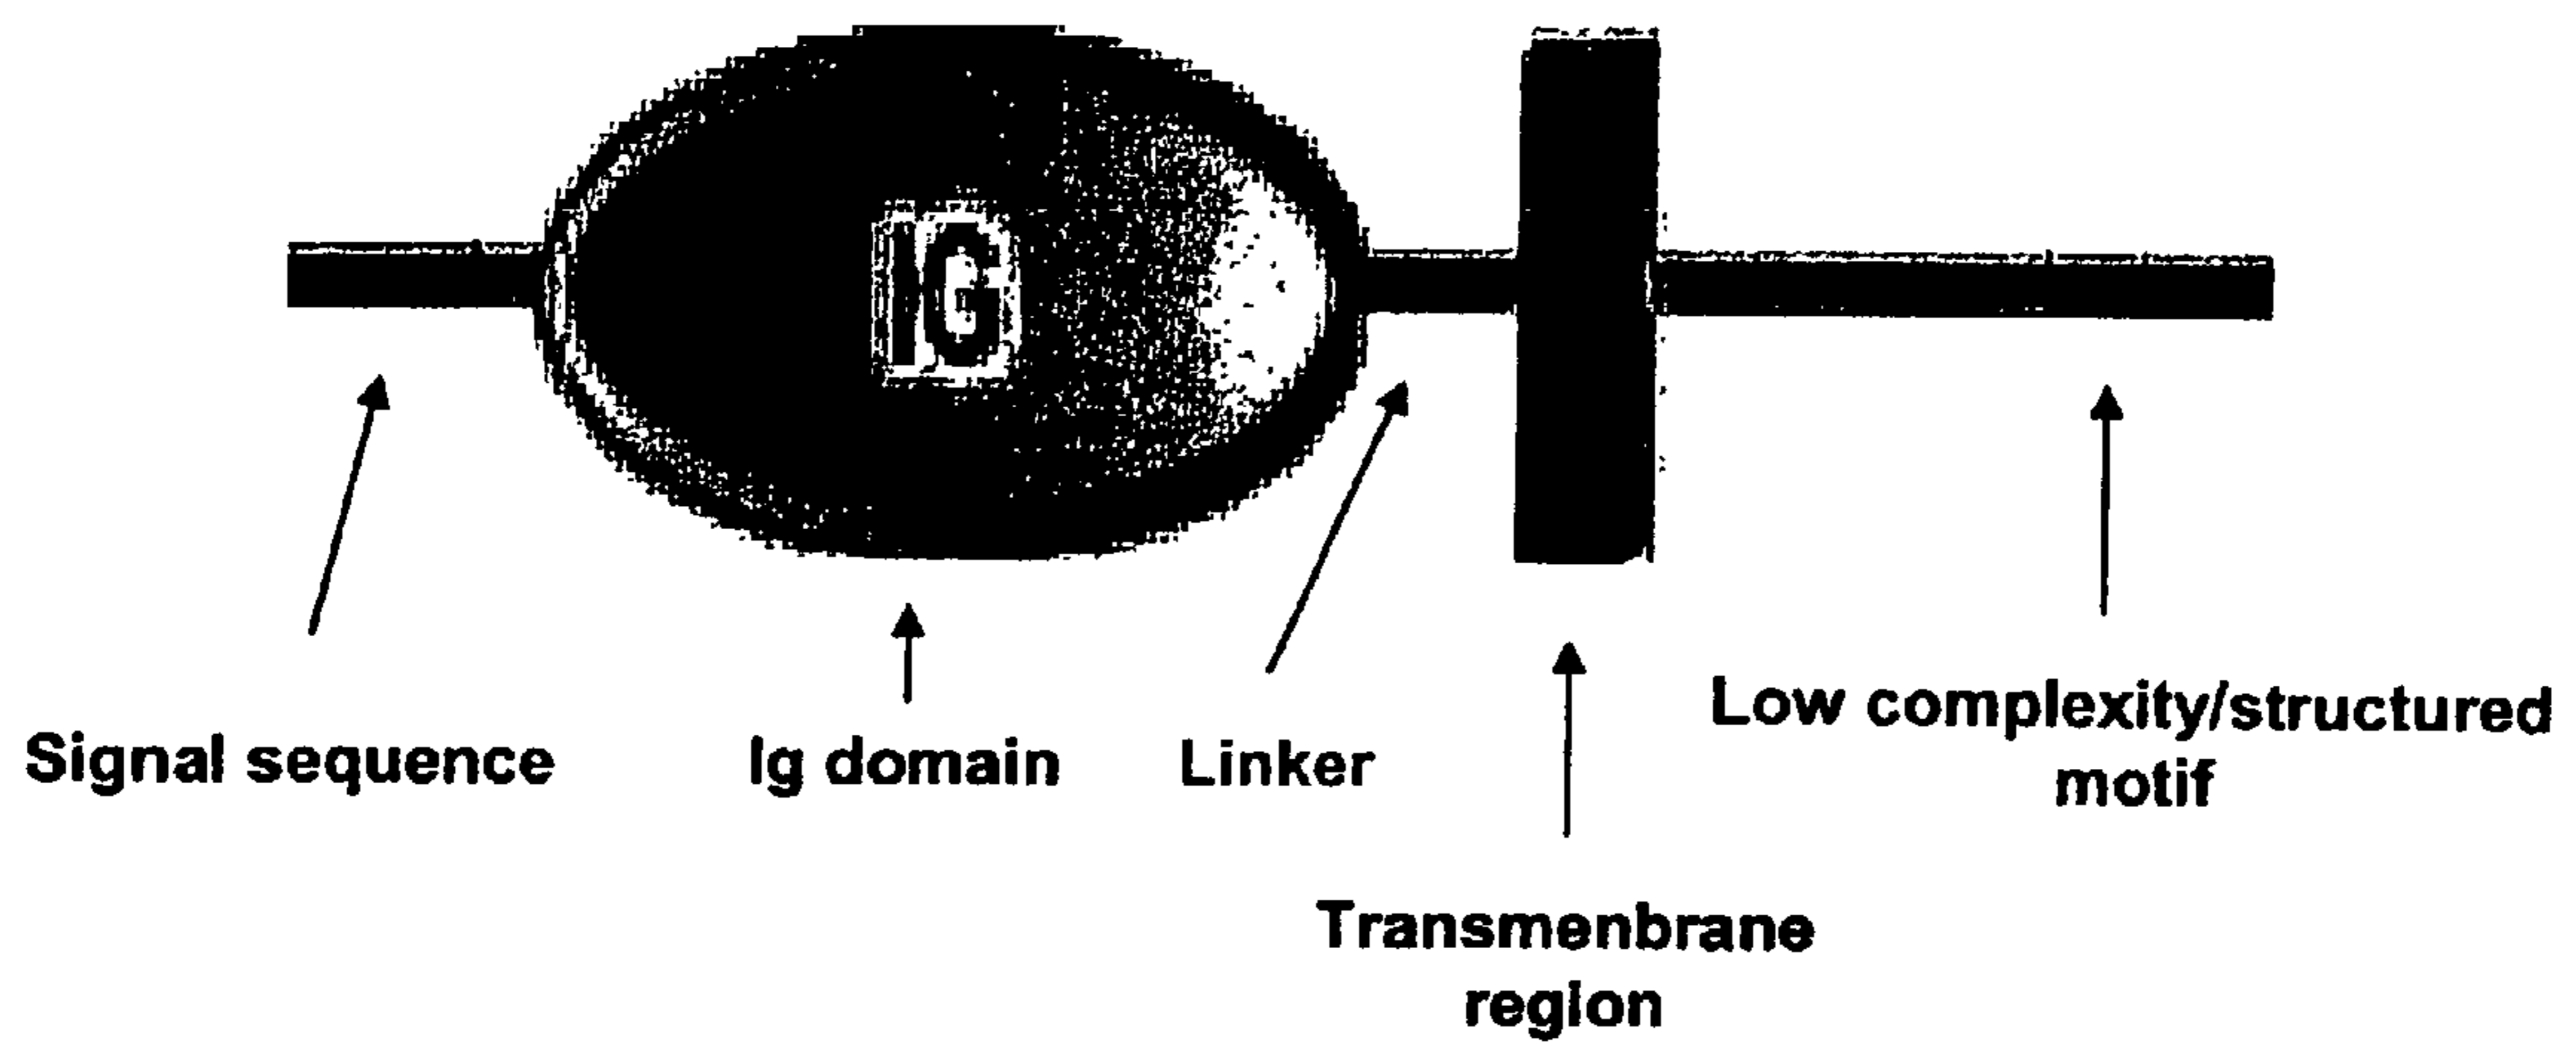 IG
Signal sequence
Ig domain
Linker
Low complexity/structured
motif
Transmenbrane
region